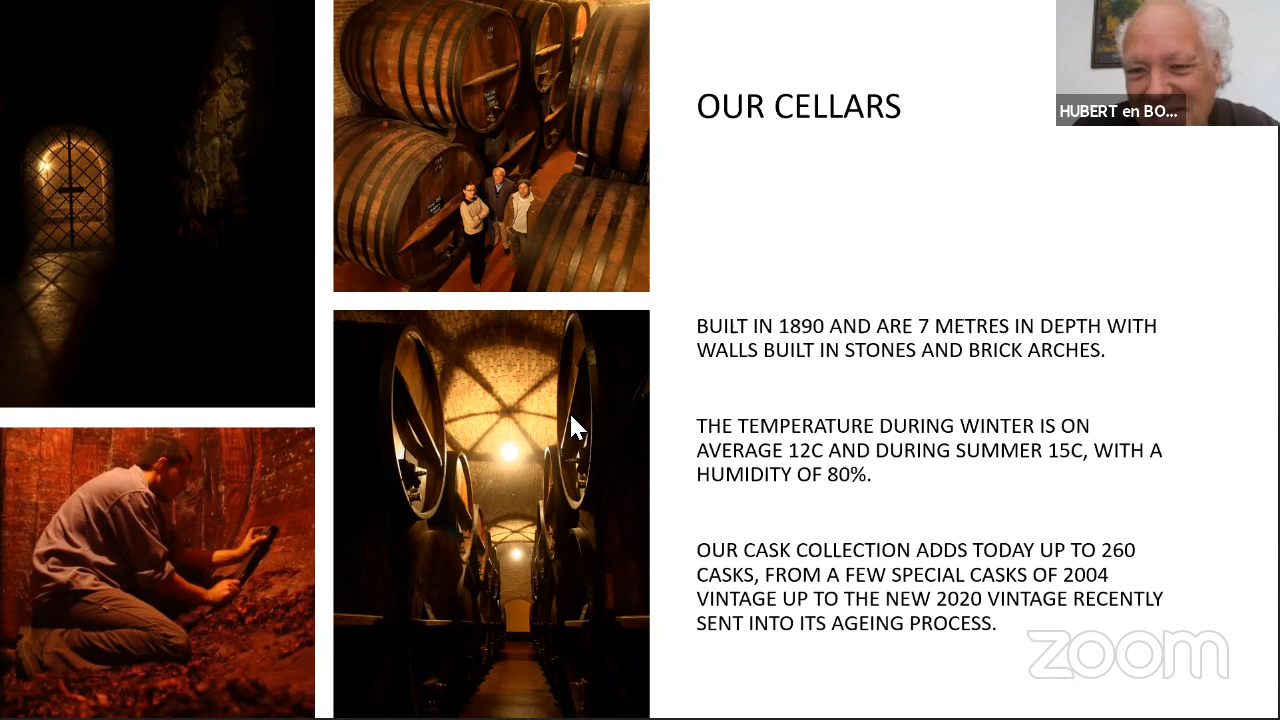 OUR CELLARS
HUBERT en BO...
BUILT IN 1890 AND ARE 7 METRES IN DEPTH WITH
WALLS BUILT IN STONES AND BRICK ARCHES.
THE TEMPERATURE DURING WINTER IS ON
AVERAGE 12C AND DURING SUMMER 15C, WITH A
HUMIDITY OF 80%.
OUR CASK COLLECTION ADDS TODAY UP TO 260
CASKS, FROM A FEW SPECIAL CASKS OF 2004
VINTAGE UP TO THE NEW 2020 VINTAGE RECENTLY
SENT INTO ITS AGEING PROCESS.
zoom